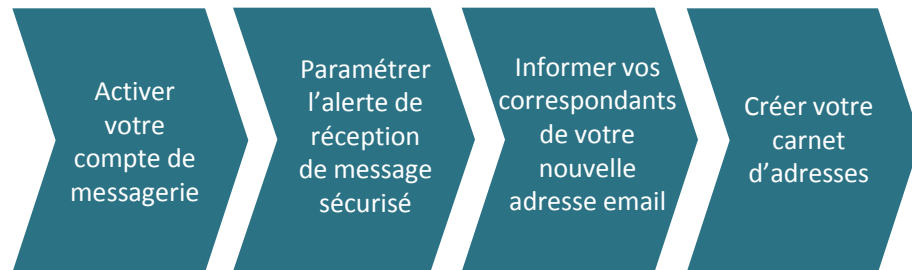 Activer
votre
compte de
messagerie
Paramétrer
l’alerte de
réception
de message
sécurisé
Informer vos
correspondants
de votre
nouvelle
adresse email
Créer votre
carnet
d’adresses